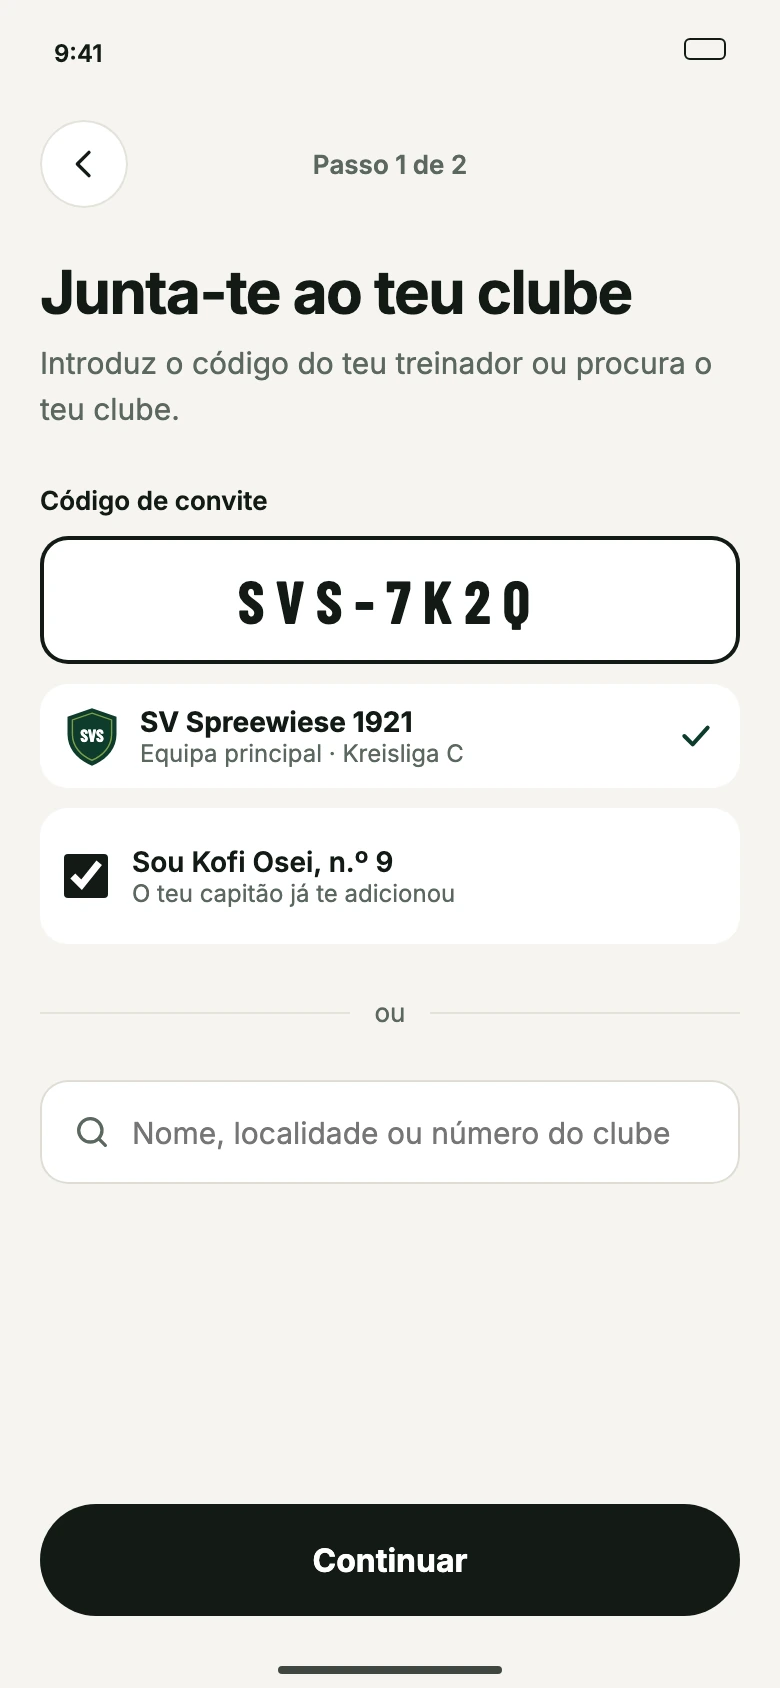 9:41
Passo 1 de 2
Junta-te ao teu clube
Introduz o código do teu treinador ou procura o
teu clube.
Código de convite
SVS-7K2Q
SVS
SV Spreewiese 1921
Equipa principal · Kreisliga C
Sou Kofi Osei, n.º 9
O teu capitão já te adicionou
ou
Nome, localidade ou número do clube
Continuar